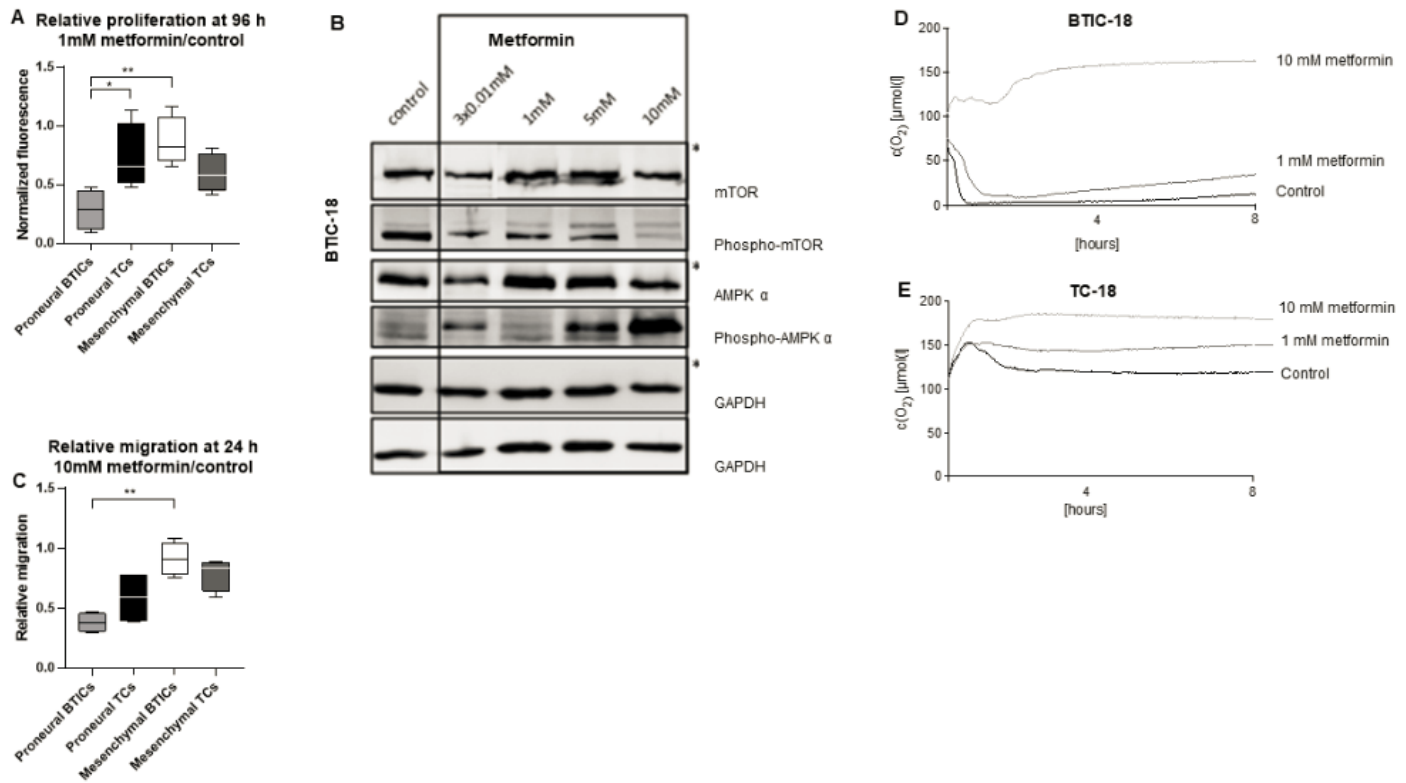 A
Relative proliferation at 96 h
1mM metformin/control
Normalized fluorescence
1.5
1.0
0.5
0.0
**
*
Proneural BTICs
Proneural TCs
Mesenchymal BTICs
Mesenchymal TCs
B
Metformin
control
3x0.01mM
1mM
5mM
10mM
BTIC-18
*
mTOR
Phospho-mTOR
*
AMPK α
Phospho-AMPK α
*
GAPDH
GAPDH
C
Relative migration at 24 h
10mM metformin/control
Relative migration
1.5
1.0
0.5
0.0
**
Proneural BTICs
Proneural TCs
Mesenchymal BTICs
Mesenchymal TCs
D
BTIC-18
c(O2) [µmol(l]
200
150
100
50
0
10 mM metformin
1 mM metformin
Control
4
8
[hours]
E
TC-18
c(O2) [µmol(l]
200
150
100
50
0
10 mM metformin
1 mM metformin
Control
4
8
[hours]